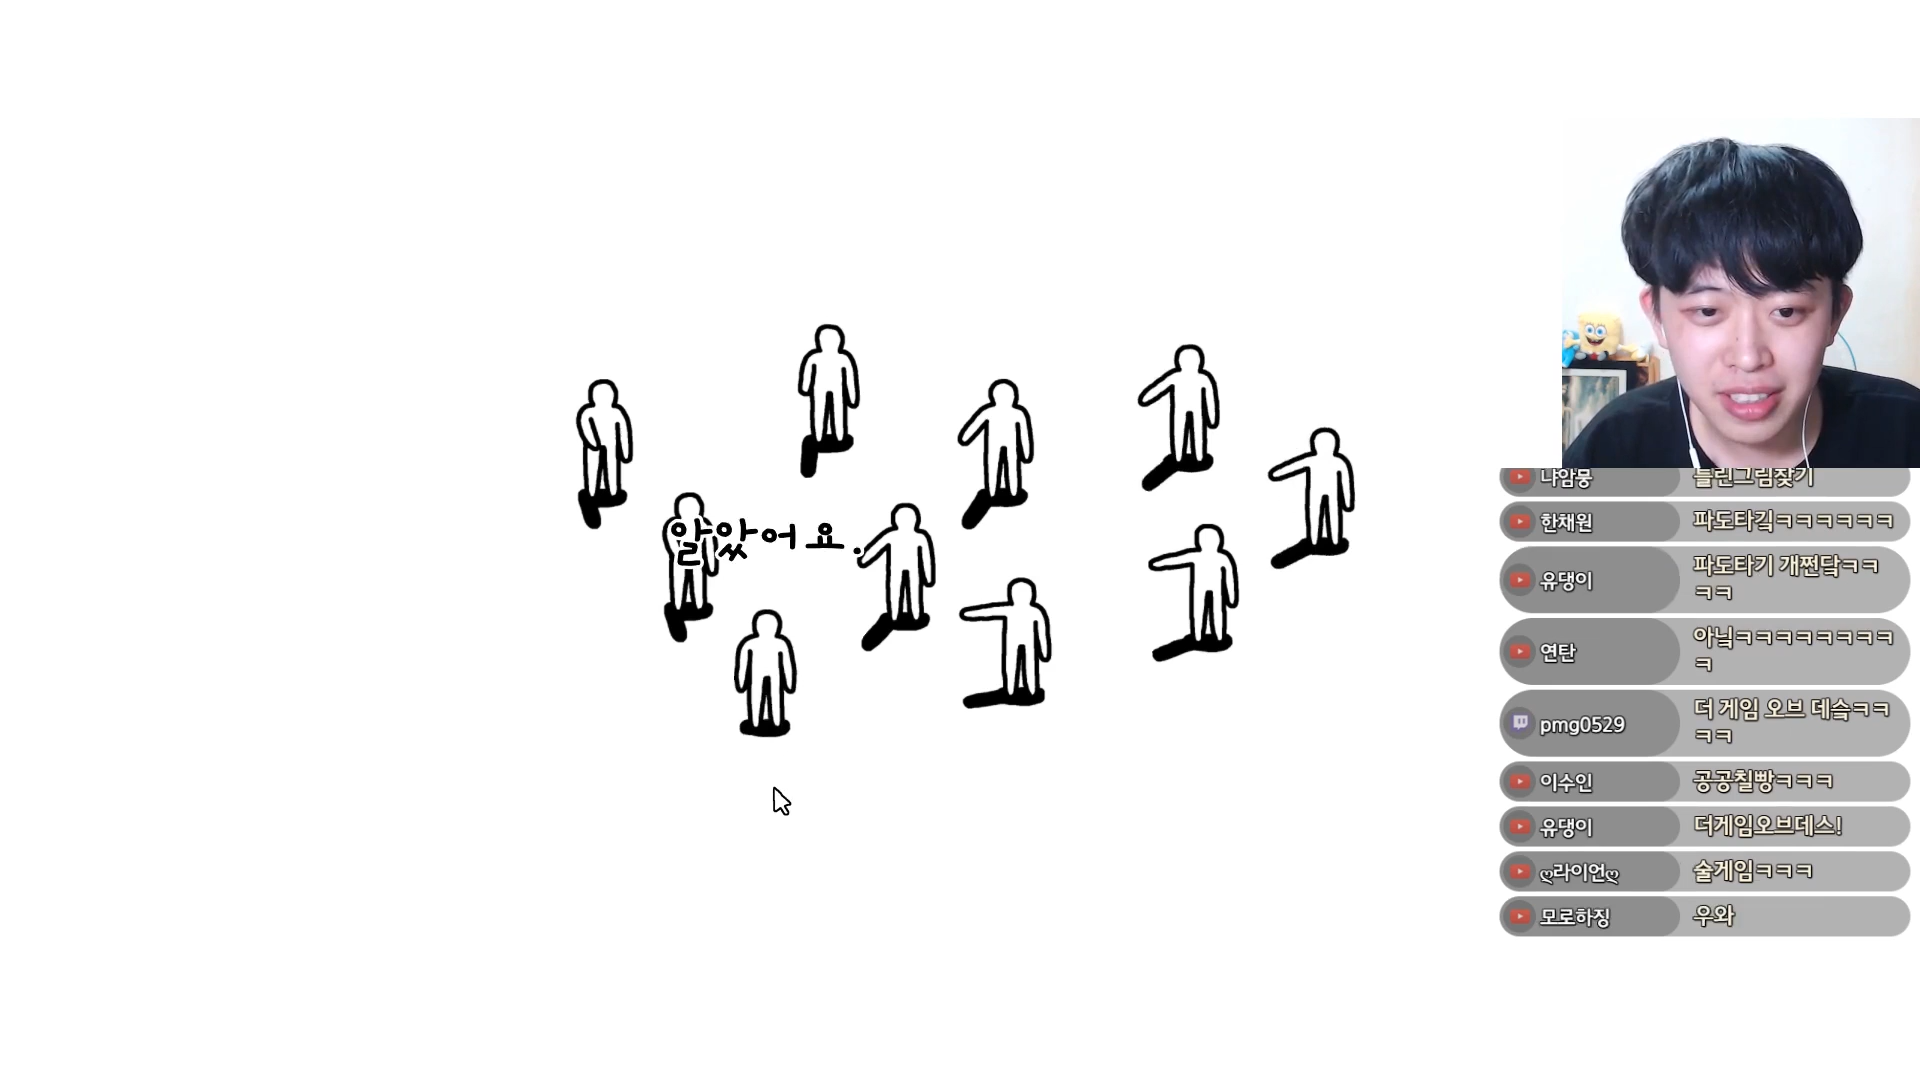 알았어요.
냐암뭉 틀린그림찾기
한채원 파도타긱ㅋㅋㅋㅋㅋㅋ
유댕이 파도타기 개쩐닼ㅋㅋ
ㅋㅋ
연탄 아닠ㅋㅋㅋㅋㅋㅋㅋㅋ
ㅋ
pmg0529 더 게임 오브 데슼ㅋㅋ
ㅋㅋ
이수인 공공칠빵ㅋㅋㅋ
유댕이 더게임오브데스!
ღ라이언ღ 술게임ㅋㅋㅋ
모로하징 우와